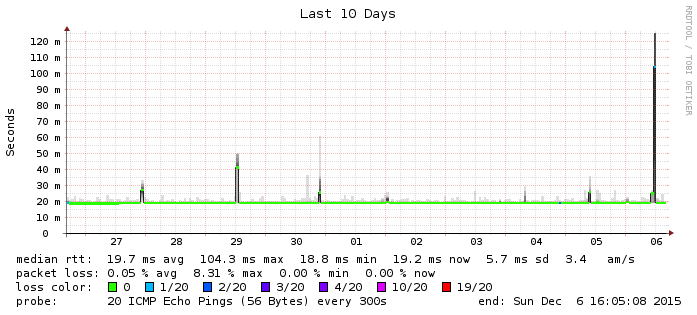 Last 10 Days
RRDTOOL / TOBI OETIKER
Seconds
120 m
110 m
100 m
90 m
80 m
70 m
60 m
50 m
40 m
30 m
20 m
10 m
0
27 28 29 30 01 02 03 04 05 06
median rtt: 19.7 ms avg 104.3 ms max 18.8 ms min 19.2 ms now 5.7 ms sd 3.4 am/s
packet loss: 0.05 % avg 8.31 % max 0.00 % min 0.00 % now
loss color: 0 1/20 2/20 3/20 4/20 10/20 19/20
probe: 20 ICMP Echo Pings (56 Bytes) every 300s end: Sun Dec 6 16:05:08 2015